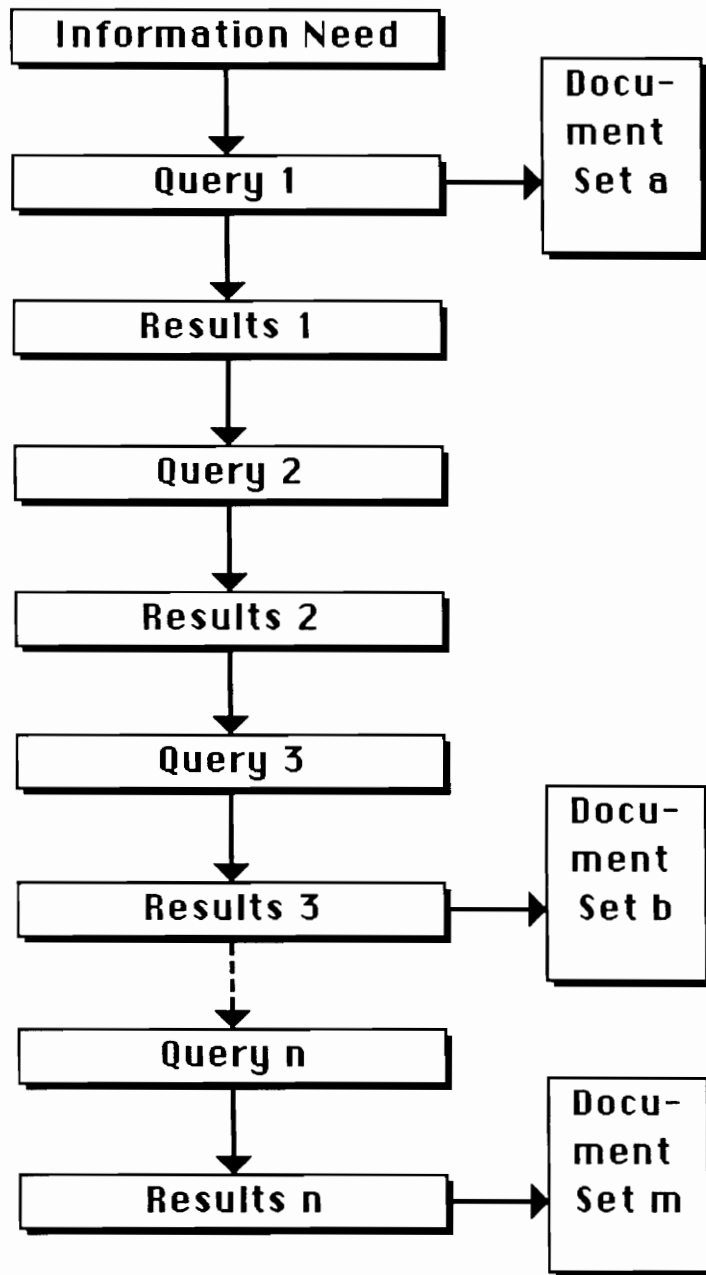 Information Need
Docu-
ment
Set a
Query 1
Results 1
Query 2
Results 2
Query 3
Docu-
ment
Set b
Results 3
Query n
Docu-
ment
Set m
Results n